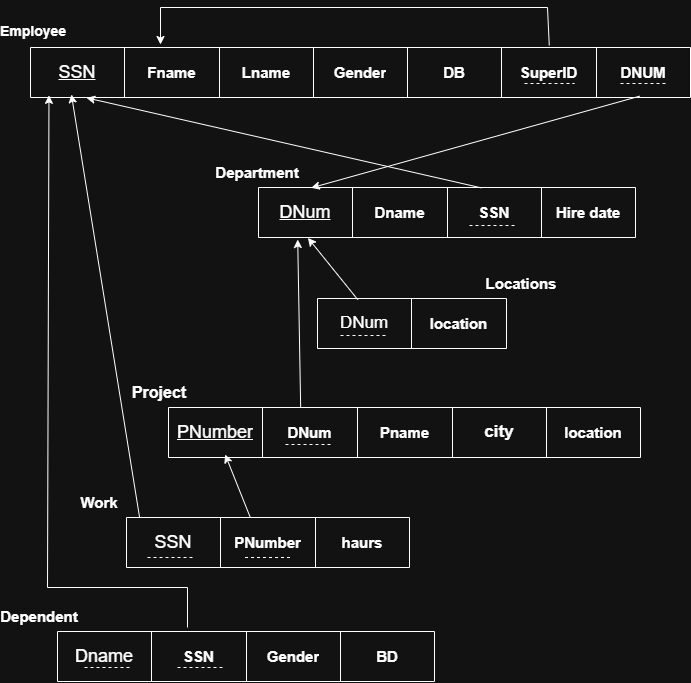 Employee
SSN Fname Lname Gender DB SuperID DNUM
Department
DNum Dname SSN Hire date
Locations
DNum location
Project
PNumber DNum Pname city location
Work
SSN PNumber haurs
Dependent
Dname SSN Gender BD